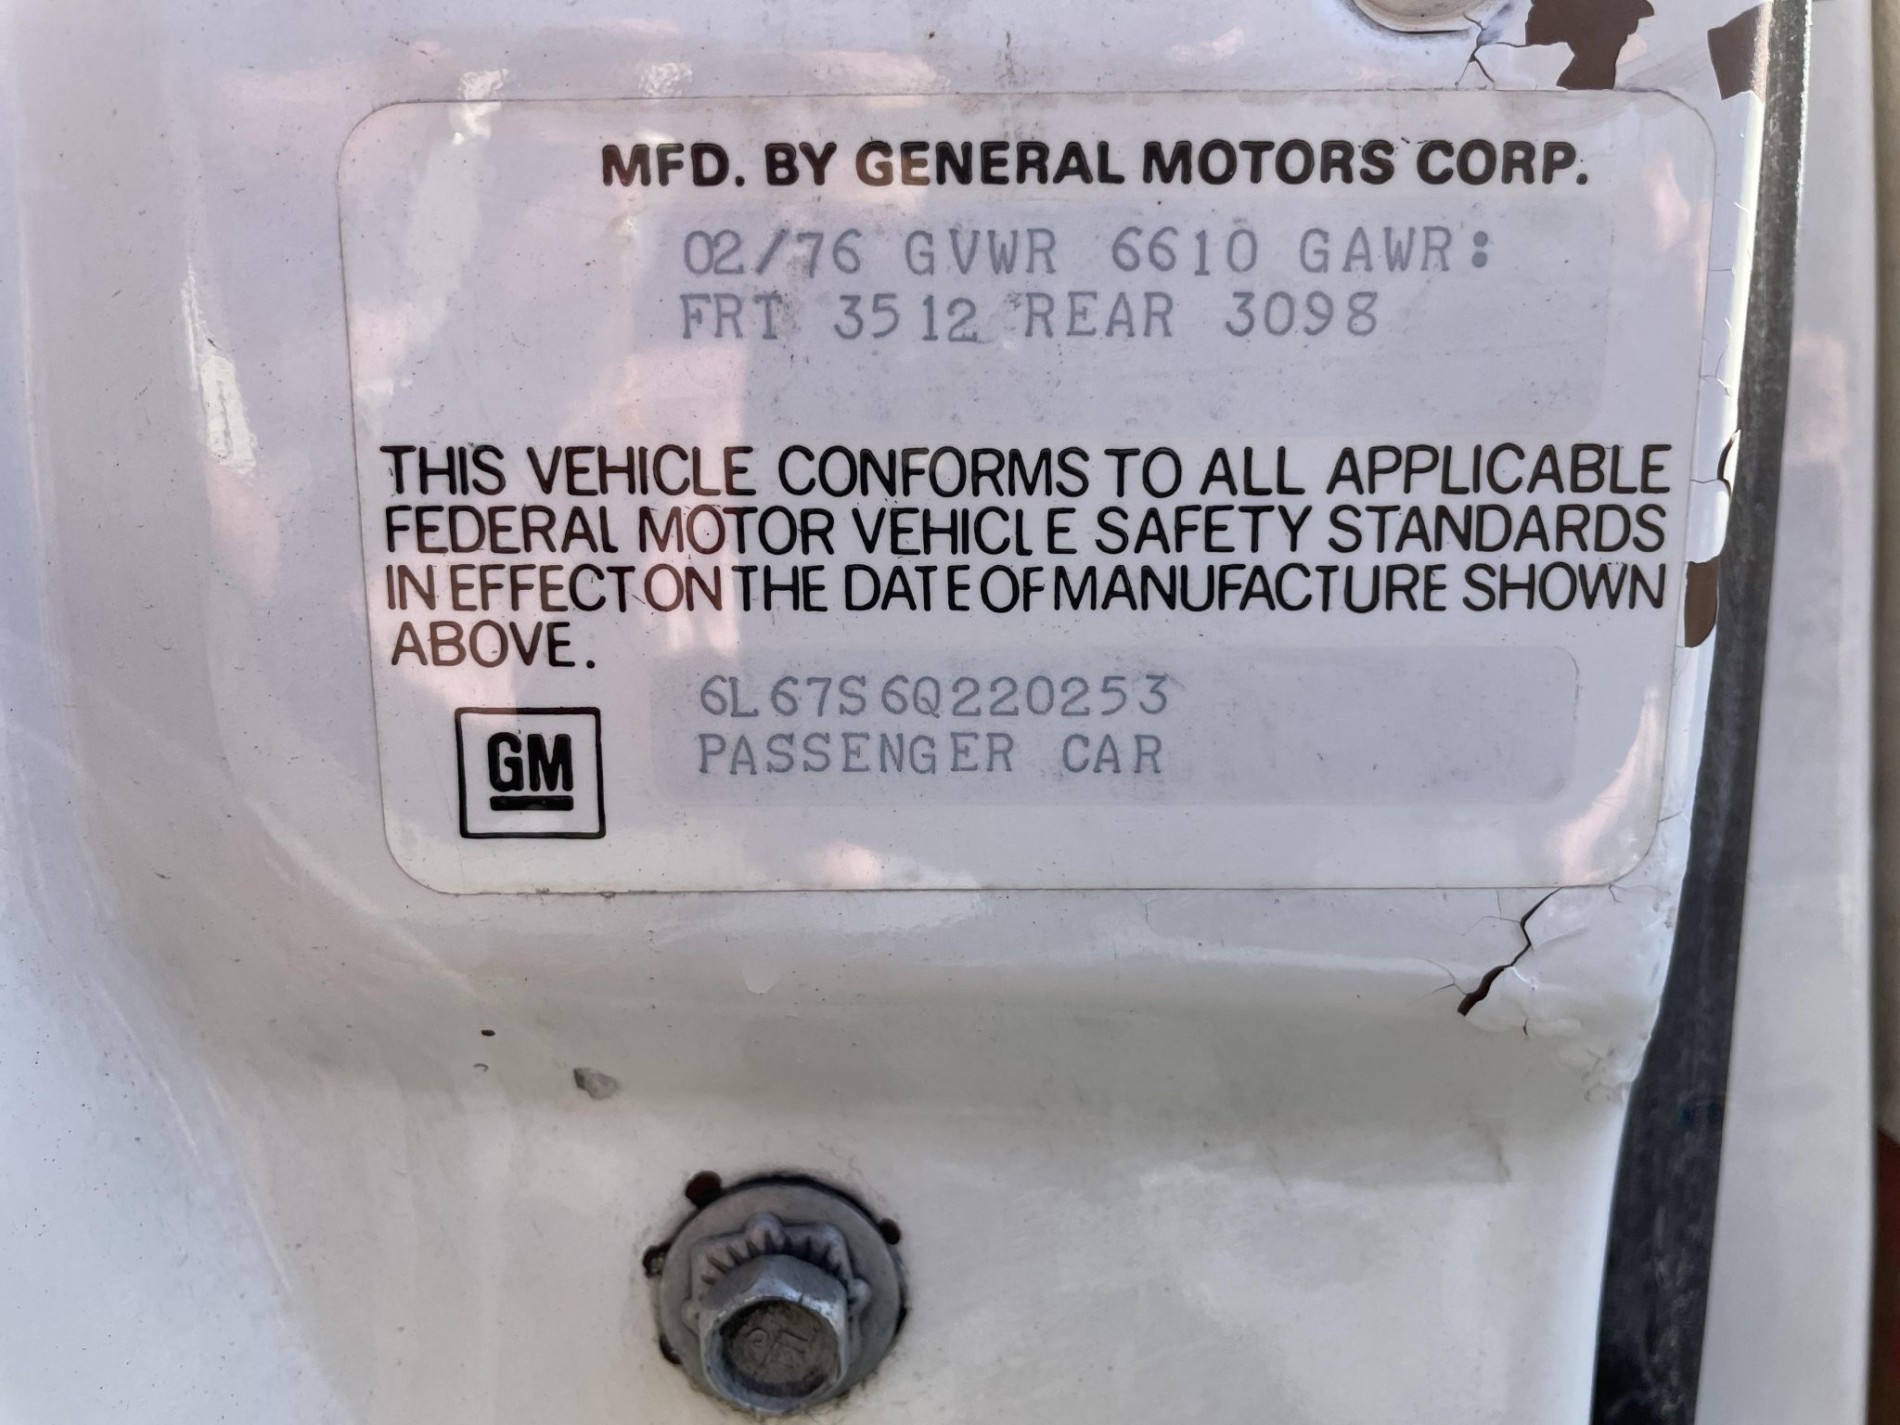 MFD. BY GENERAL MOTORS CORP.
02/76 GVWR 6610 GAWR:
FRT 3512 REAR 3098
THIS VEHICLE CONFORMS TO ALL APPLICABLE
FEDERAL MOTOR VEHICLE SAFETY STANDARDS
IN EFFECT ON THE DATE OF MANUFACTURE SHOWN
ABOVE.
6L67S6Q220253
PASSENGER CAR
GM